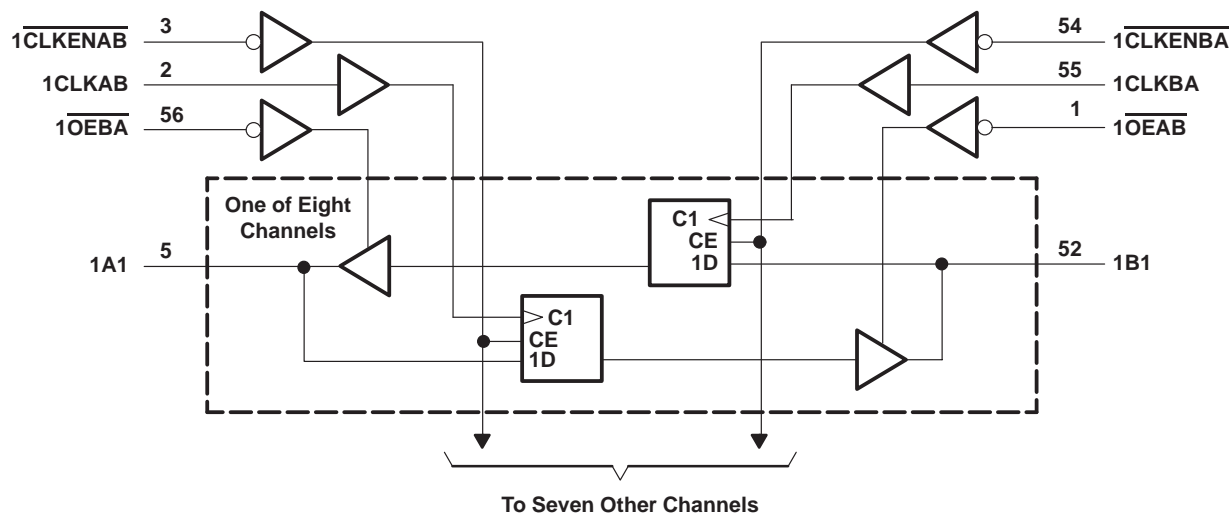 1CLKENAB 3
1CLKAB 2
1OEBA 56
54 1CLKENBA
55 1CLKBA
1 1OEAB
One of Eight
Channels
1A1 5
C1
CE
1D
52 1B1
C1
CE
1D
To Seven Other Channels